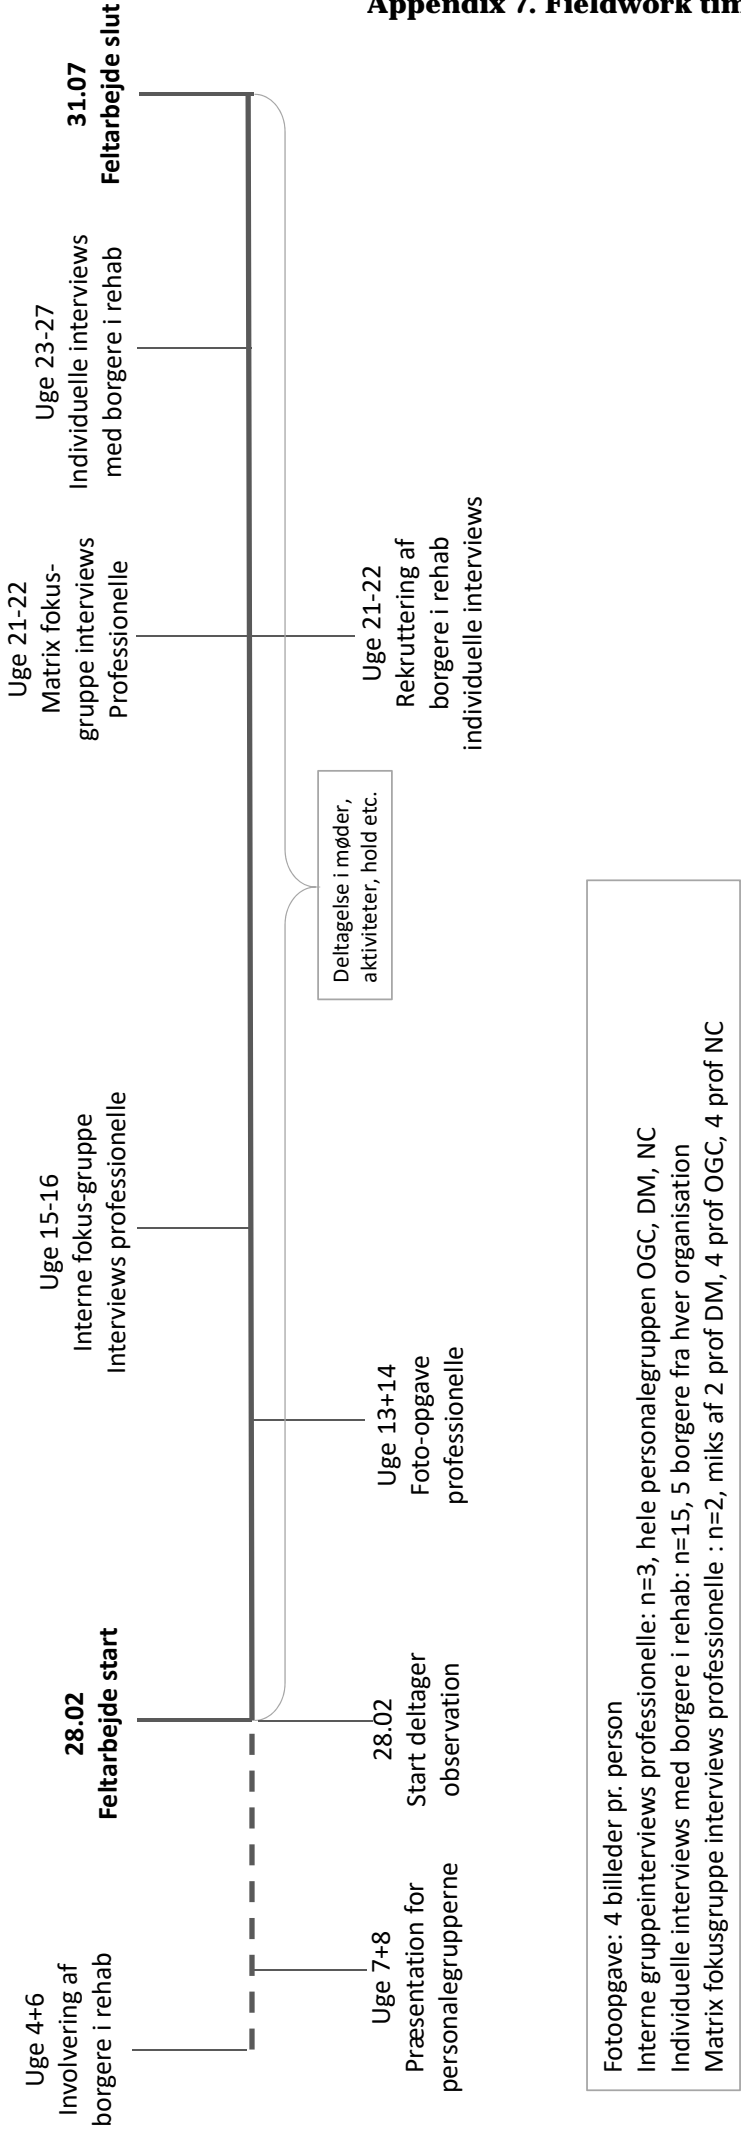 Appendix 7. Fieldwork tim
Uge 4+6
Involvering af
borgere i rehab
Uge 7+8
Præsentation for
personalegrupperne
28.02
Feltarbejde start
28.02
Start deltager
observation
Uge 13+14
Foto-opgave
professionelle
Uge 15-16
Interne fokus-gruppe
Interviews professionelle
Deltagelse i møder,
aktiviteter, hold etc.
Uge 21-22
Matrix fokus-
gruppe interviews
Professionelle
Uge 21-22
Rekruttering af
borgere i rehab
individuelle interviews
Uge 23-27
Individuelle interviews
med borgere i rehab
31.07
Feltarbejde slut
Fotoopgave: 4 billeder pr. person
Interne gruppeinterviews professionelle: n=3, hele personalegruppen OGC, DM, NC
Individuelle interviews med borgere i rehab: n=15, 5 borgere fra hver organisation
Matrix fokusgruppe interviews professionelle : n=2, miks af 2 prof DM, 4 prof OGC, 4 prof NC